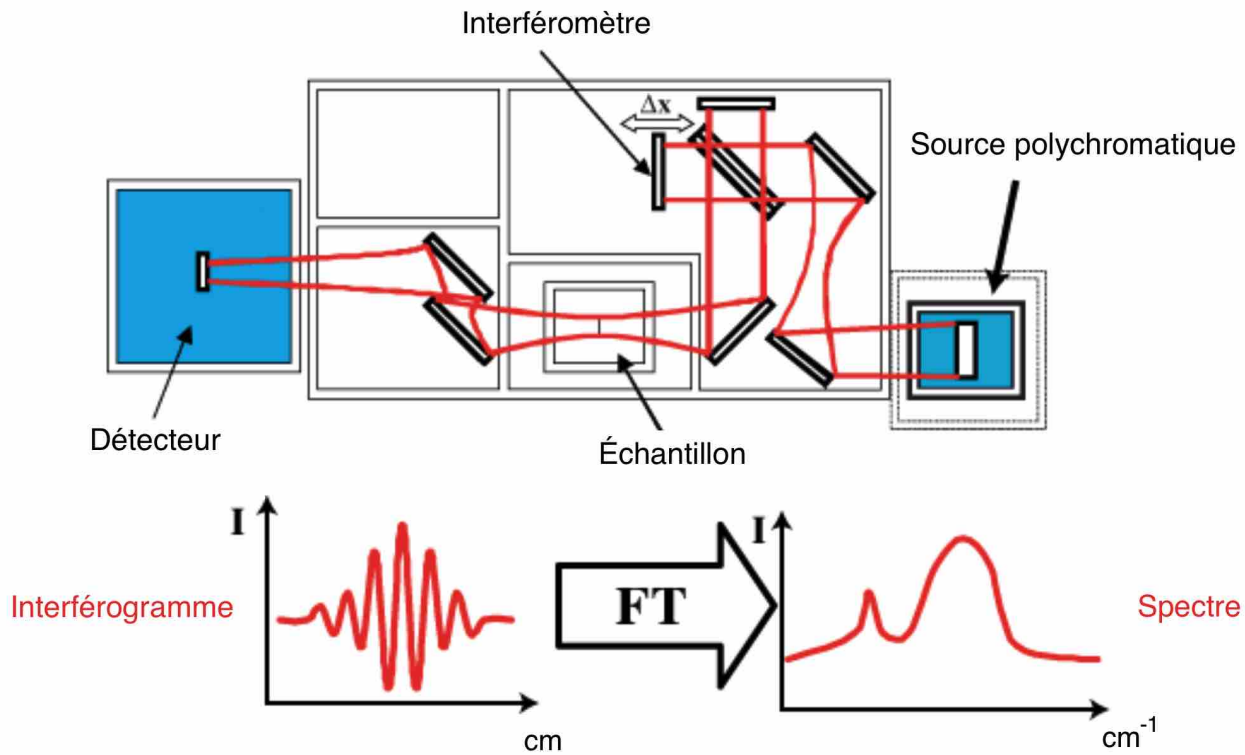 Interféromètre
Δx
Source polychromatique
Détecteur
Échantillon
I
I
Interférogramme
FT
Spectre
cm
cm⁻¹